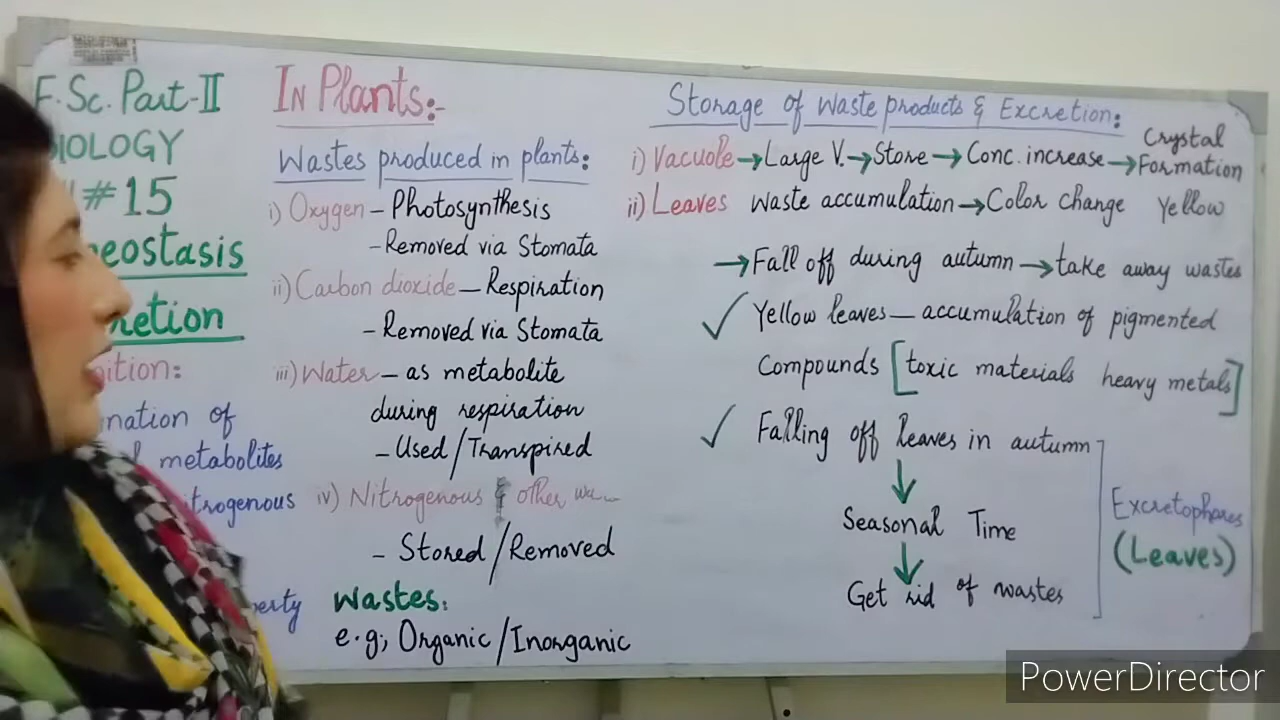 F.Sc. Part-II
BIOLOGY
#15
eostasis
retion
ition:
nation of
metabolites
trogenous
erty
In Plants:-
Wastes produced in plants:
i) Oxygen - Photosynthesis
- Removed via Stomata
ii) Carbon dioxide - Respiration
- Removed via Stomata
iii) Water - as metabolite
during respiration
- Used/Transpired
iv) Nitrogenous & other
- Stored/Removed
Wastes:
e.g; Organic/Inorganic
Storage of Waste products & Excretion:
i) Vacuole → Large V. → Store → Conc. increase → Crystal Formation
ii) Leaves Waste accumulation → Color change Yellow
→ Fall off during autumn → take away wastes
✓ Yellow leaves - accumulation of pigmented
Compounds [toxic materials heavy metals]
✓ Falling off leaves in autumn
↓
Seasonal Time
↓
Get rid of wastes
Excretophores
(Leaves)
PowerDirector